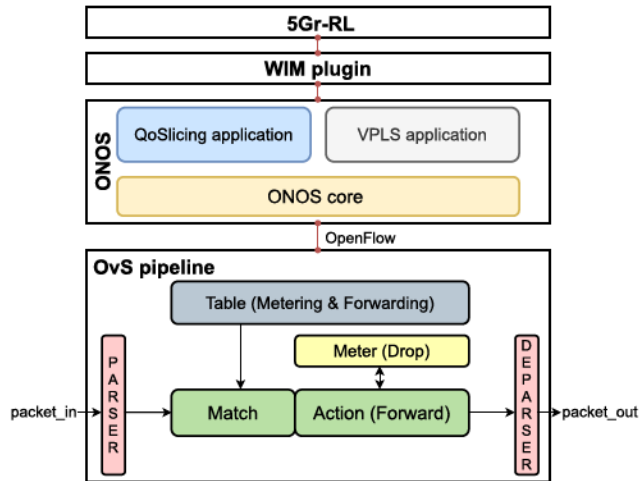 5Gr-RL
WIM plugin
ONOS
QoSlicing application
VPLS application
ONOS core
OpenFlow
OvS pipeline
Table (Metering & Forwarding)
Meter (Drop)
packet_in
PARSER
Match
Action (Forward)
DEPARSER
packet_out